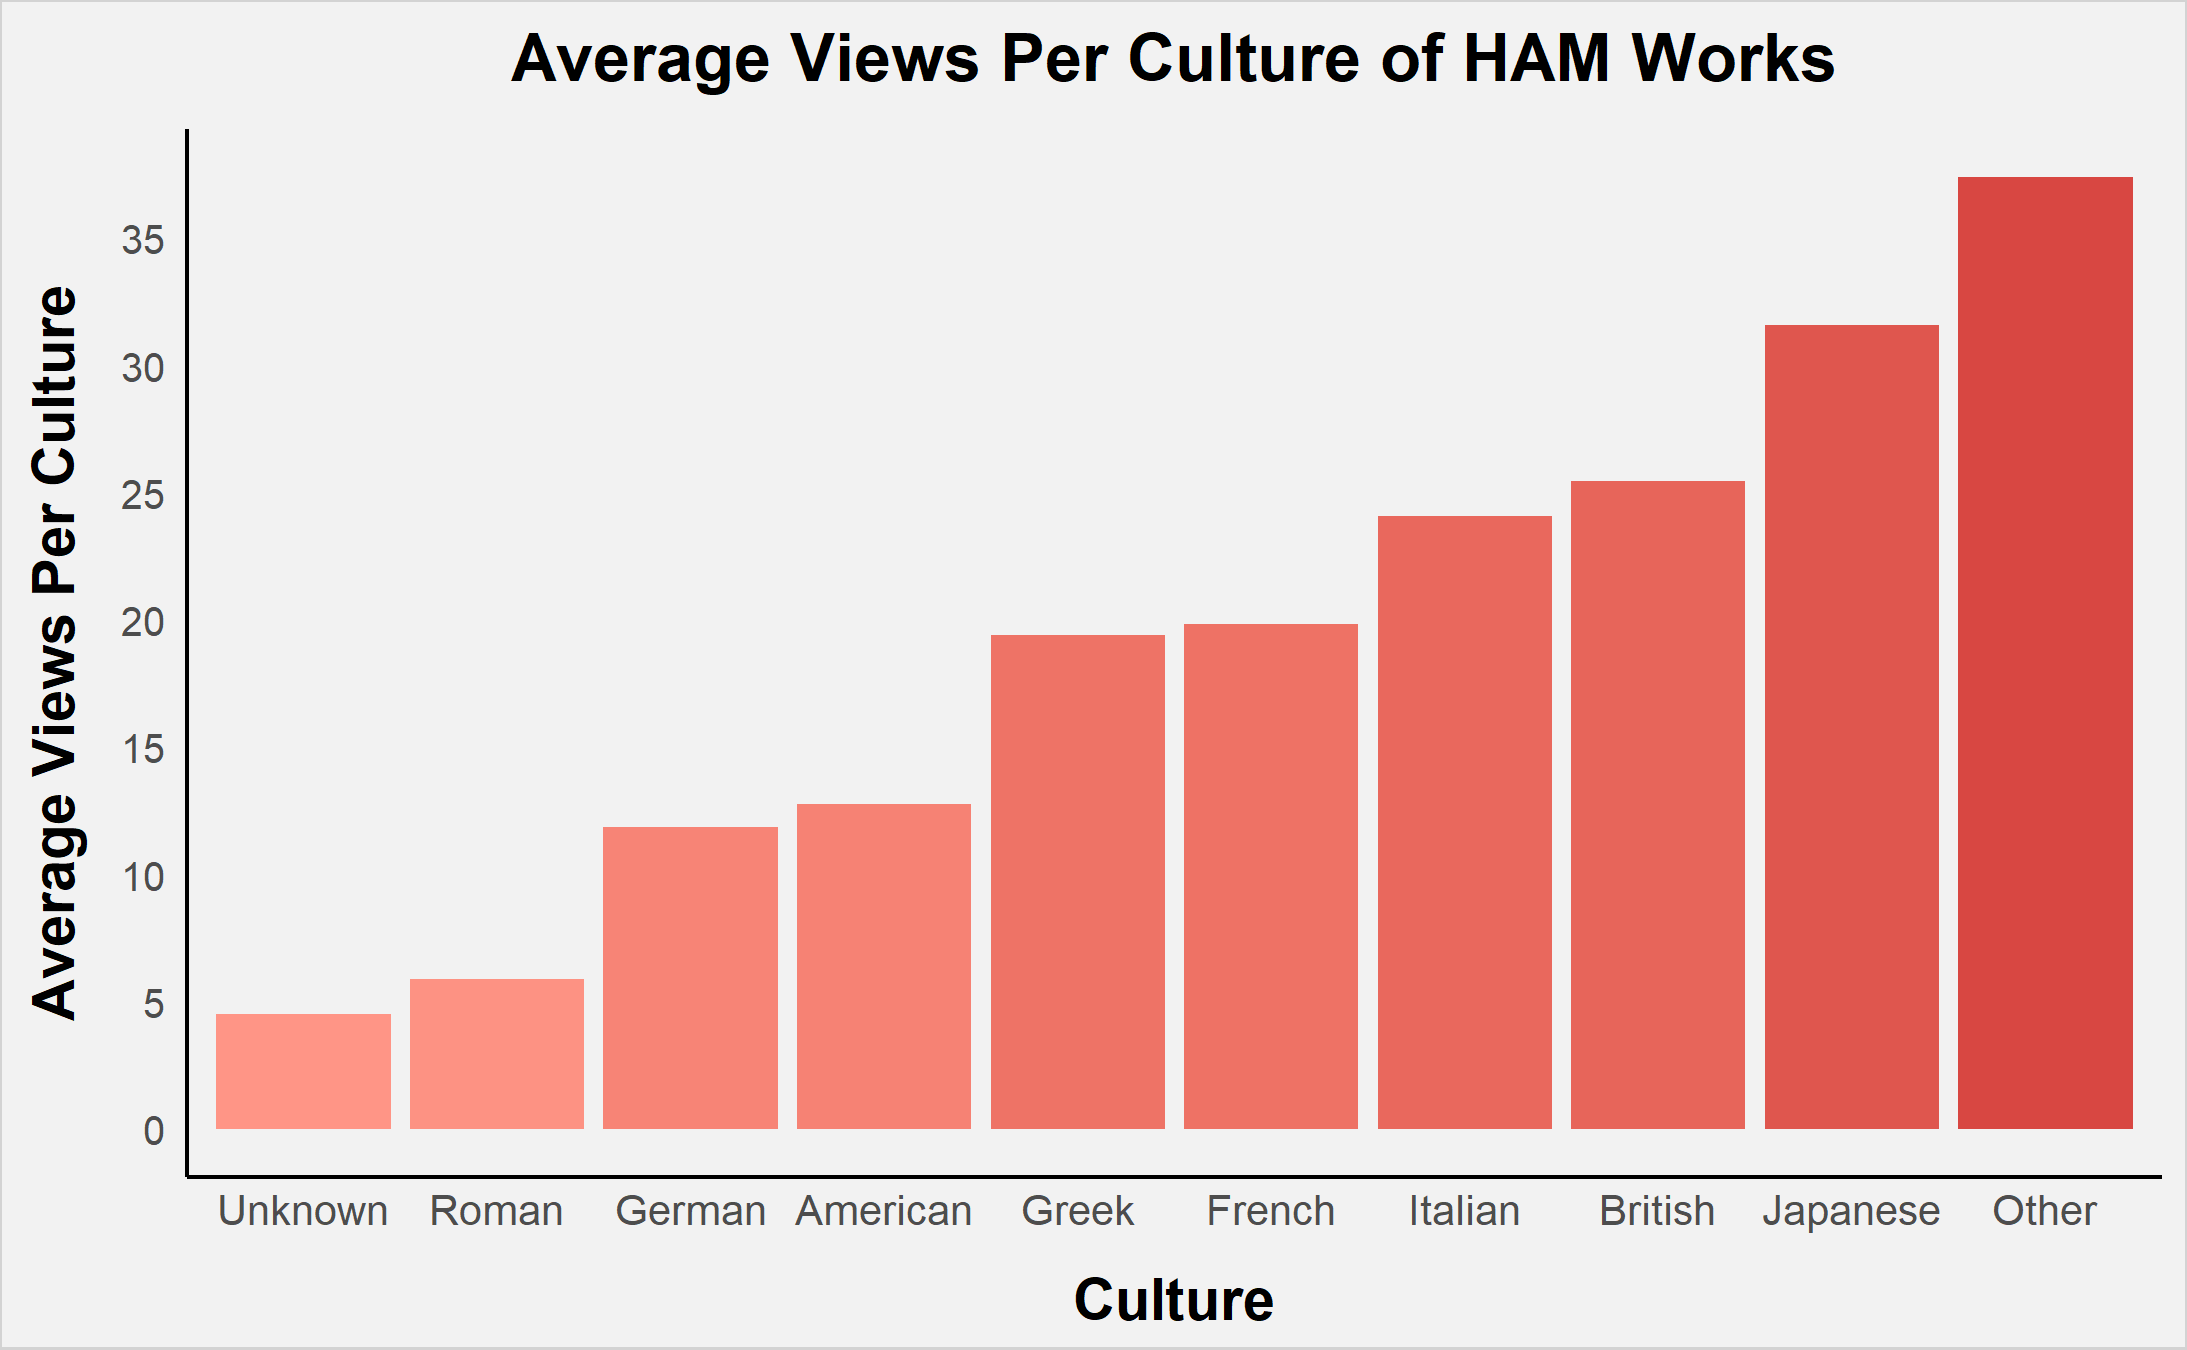 Average Views Per Culture of HAM Works
Average Views Per Culture
35
30
25
20
15
10
5
0
Unknown Roman German American Greek French Italian British Japanese Other
Culture